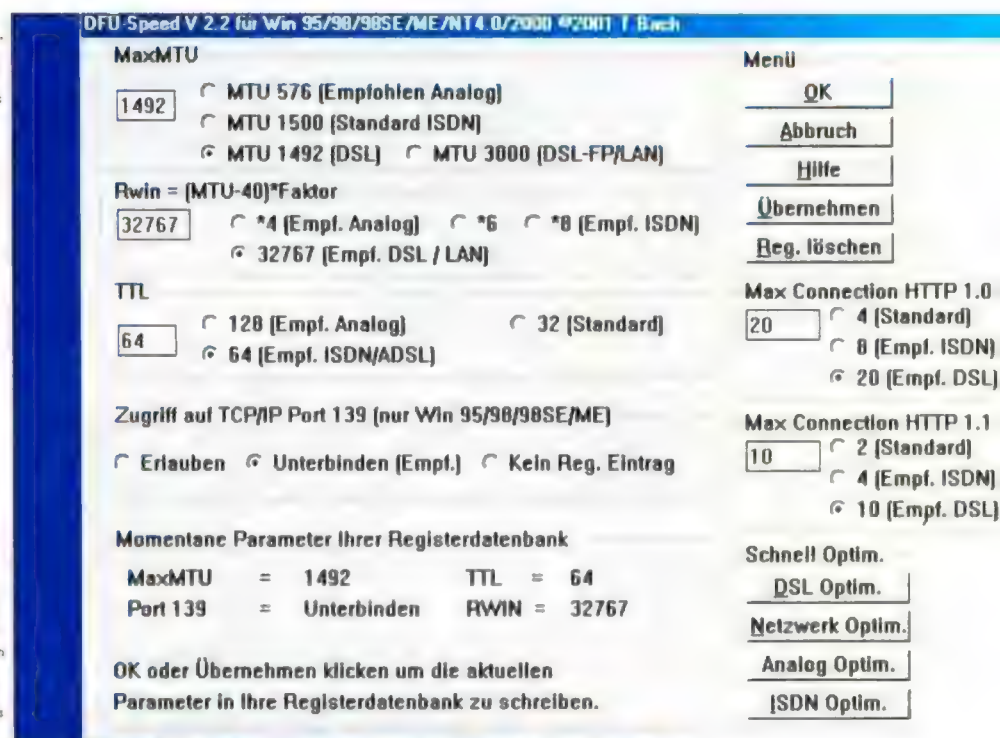 DFÜ-Speed V 2.2 für Win 95/98/98SE/ME/NT4.0/2000 ©2001 T Bach
MaxMTU
1492
MTU 576 (Empfohlen Analog)
MTU 1500 (Standard ISDN)
MTU 1492 (DSL) MTU 3000 (DSL-FP/LAN)
Rwin = (MTU-40)*Faktor
32767
*4 (Empf. Analog) *6 *8 (Empf. ISDN)
32767 (Empf. DSL / LAN)
TTL
64
128 (Empf. Analog) 32 (Standard)
64 (Empf. ISDN/ADSL)
Zugriff auf TCP/IP Port 139 (nur Win 95/98/98SE/ME)
Erlauben Unterbinden (Empf.) Kein Reg. Eintrag
Momentane Parameter Ihrer Registerdatenbank
MaxMTU = 1492 TTL = 64
Port 139 = Unterbinden RWIN = 32767
OK oder Übernehmen klicken um die aktuellen
Parameter in Ihre Registerdatenbank zu schreiben.
Menü
OK
Abbruch
Hilfe
Übernehmen
Reg. löschen
Max Connection HTTP 1.0
20
4 (Standard)
8 (Empf. ISDN)
20 (Empf. DSL)
Max Connection HTTP 1.1
10
2 (Standard)
4 (Empf. ISDN)
10 (Empf. DSL)
Schnell Optim.
DSL Optim.
Netzwerk Optim.
Analog Optim.
ISDN Optim.